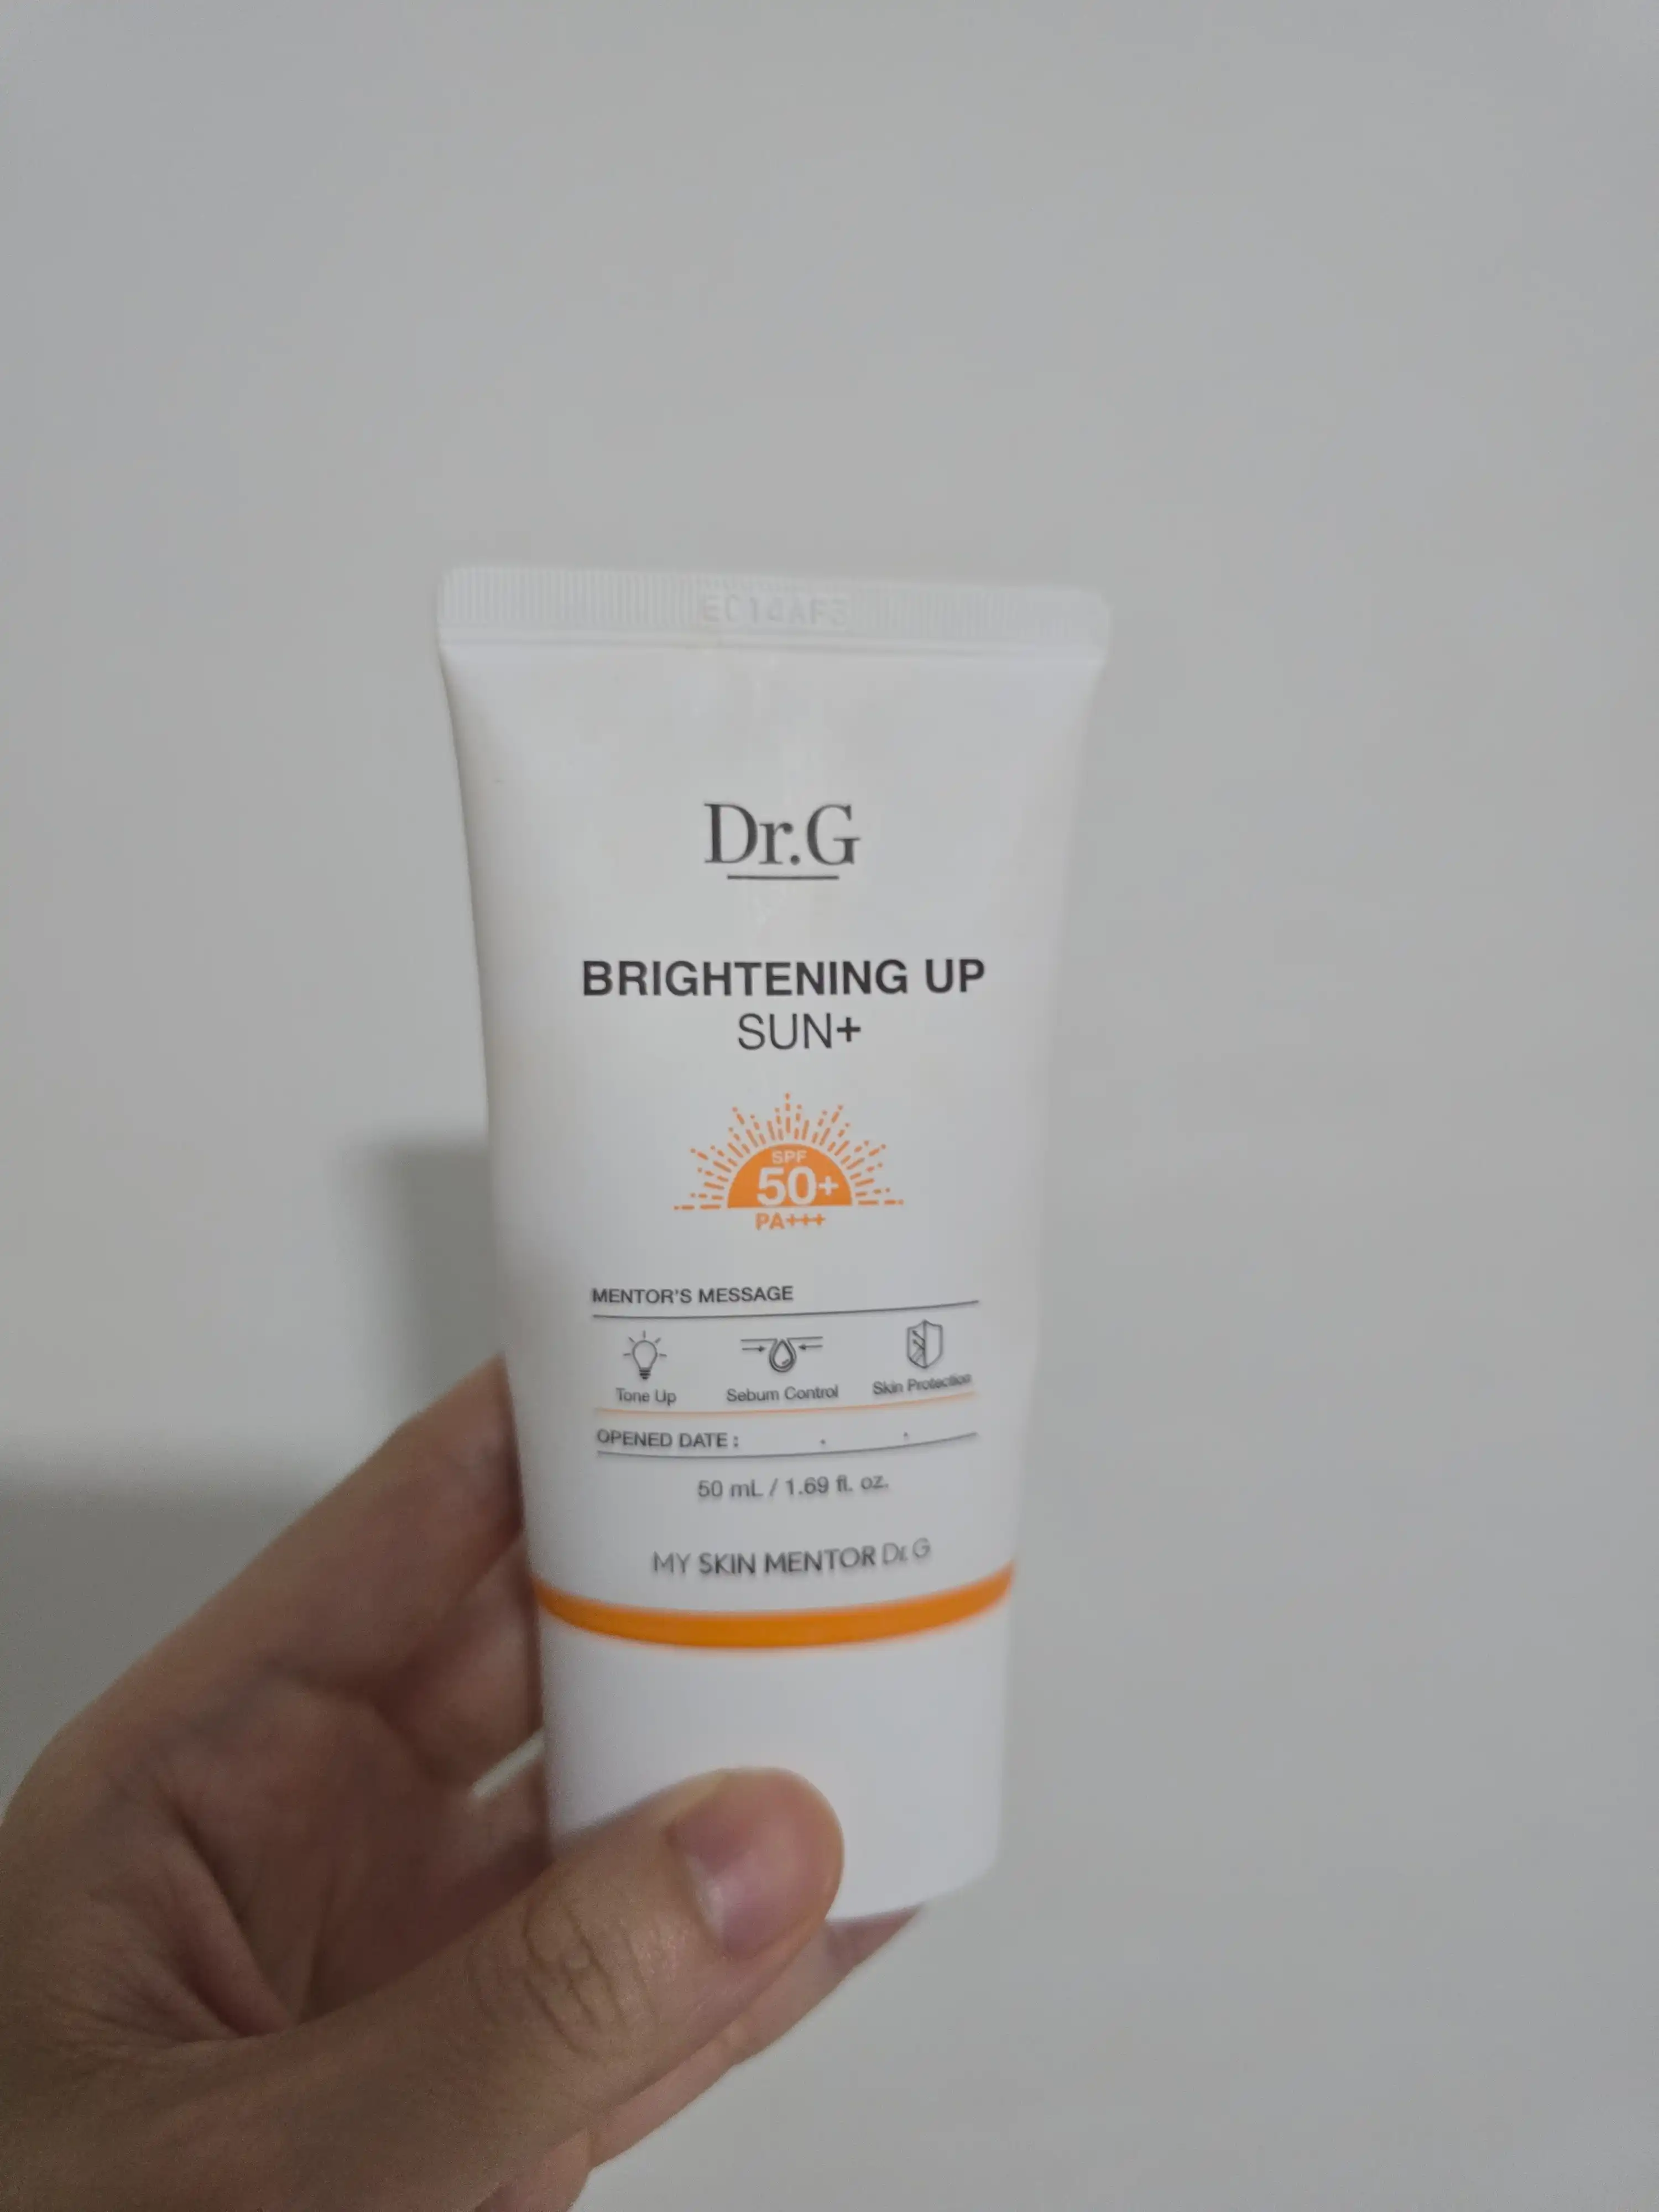 Dr.G
BRIGHTENING UP
SUN+
SPF
50+
PA+++
MENTOR'S MESSAGE
Tone Up Sebum Control Skin Protection
OPENED DATE : . .
50 mL / 1.69 fl. oz.
MY SKIN MENTOR Dr. G